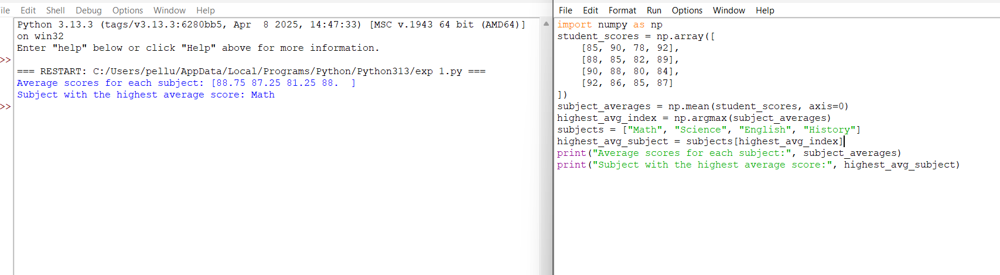 ile Edit Shell Debug Options Window Help
Python 3.13.3 (tags/v3.13.3:6280bb5, Apr  8 2025, 14:47:33) [MSC v.1943 64 bit (AMD64)]
on win32
Enter "help" below or click "Help" above for more information.
>>
=== RESTART: C:/Users/pellu/AppData/Local/Programs/Python/Python313/exp 1.py ===
Average scores for each subject: [88.75 87.25 81.25 88.  ]
Subject with the highest average score: Math
>>
File Edit Format Run Options Window Help
import numpy as np
student_scores = np.array([
    [85, 90, 78, 92],
    [88, 85, 82, 89],
    [90, 88, 80, 84],
    [92, 86, 85, 87]
])
subject_averages = np.mean(student_scores, axis=0)
highest_avg_index = np.argmax(subject_averages)
subjects = ["Math", "Science", "English", "History"]
highest_avg_subject = subjects[highest_avg_index]
print("Average scores for each subject:", subject_averages)
print("Subject with the highest average score:", highest_avg_subject)